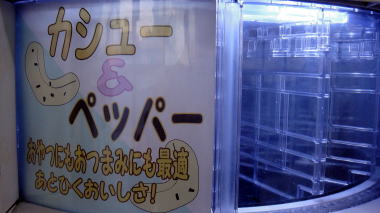 カシュー
&
ペッパー
おやつにもおつまみにも最適
あとひくおいしさ!